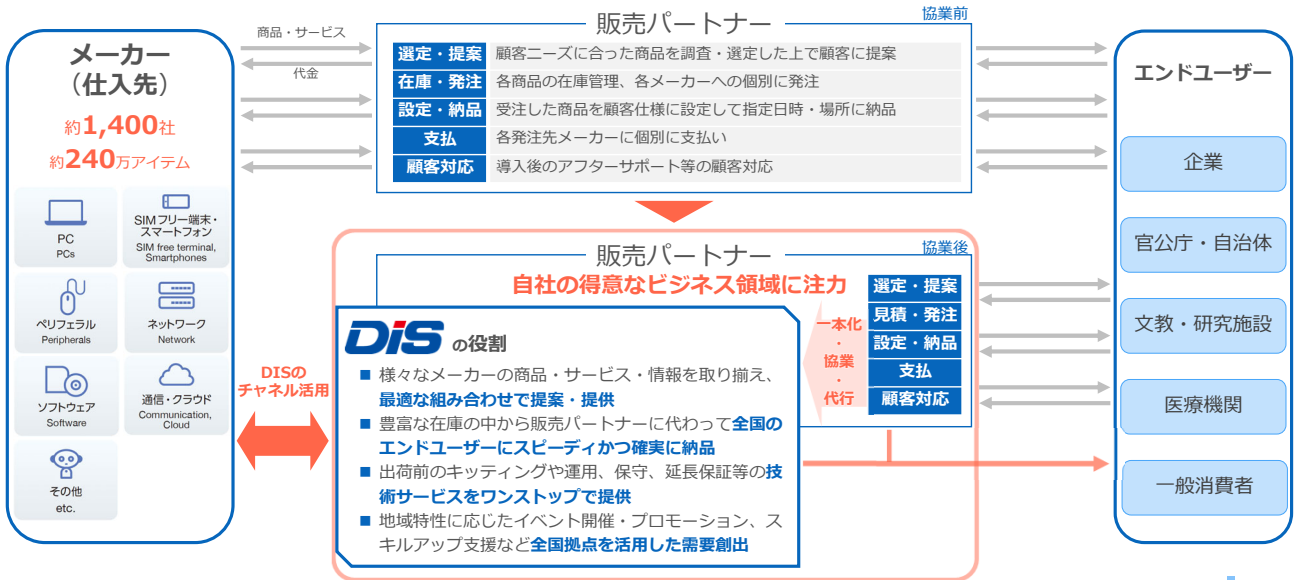 メーカー
（仕入先）
約1,400社
約240万アイテム
PC
PCs
SIMフリー端末・
スマートフォン
SIM free terminal,
Smartphones
ペリフェラル
Peripherals
ネットワーク
Network
ソフトウェア
Software
通信・クラウド
Communication,
Cloud
その他
etc.
商品・サービス
代金
DISの
チャネル活用
協業前
販売パートナー
選定・提案 顧客ニーズに合った商品を調査・選定した上で顧客に提案
在庫・発注 各商品の在庫管理、各メーカーへの個別に発注
設定・納品 受注した商品を顧客仕様に設定して指定日時・場所に納品
支払 各発注先メーカーに個別に支払い
顧客対応 導入後のアフターサポート等の顧客対応
協業後
販売パートナー
自社の得意なビジネス領域に注力
選定・提案
見積・発注
設定・納品
支払
顧客対応
一本化
・
協業
・
代行
DiS の役割
■ 様々なメーカーの商品・サービス・情報を取り揃え、
最適な組み合わせで提案・提供
■ 豊富な在庫の中から販売パートナーに代わって全国の
エンドユーザーにスピーディかつ確実に納品
■ 出荷前のキッティングや運用、保守、延長保証等の技
術サービスをワンストップで提供
■ 地域特性に応じたイベント開催・プロモーション、ス
キルアップ支援など全国拠点を活用した需要創出
エンドユーザー
企業
官公庁・自治体
文教・研究施設
医療機関
一般消費者